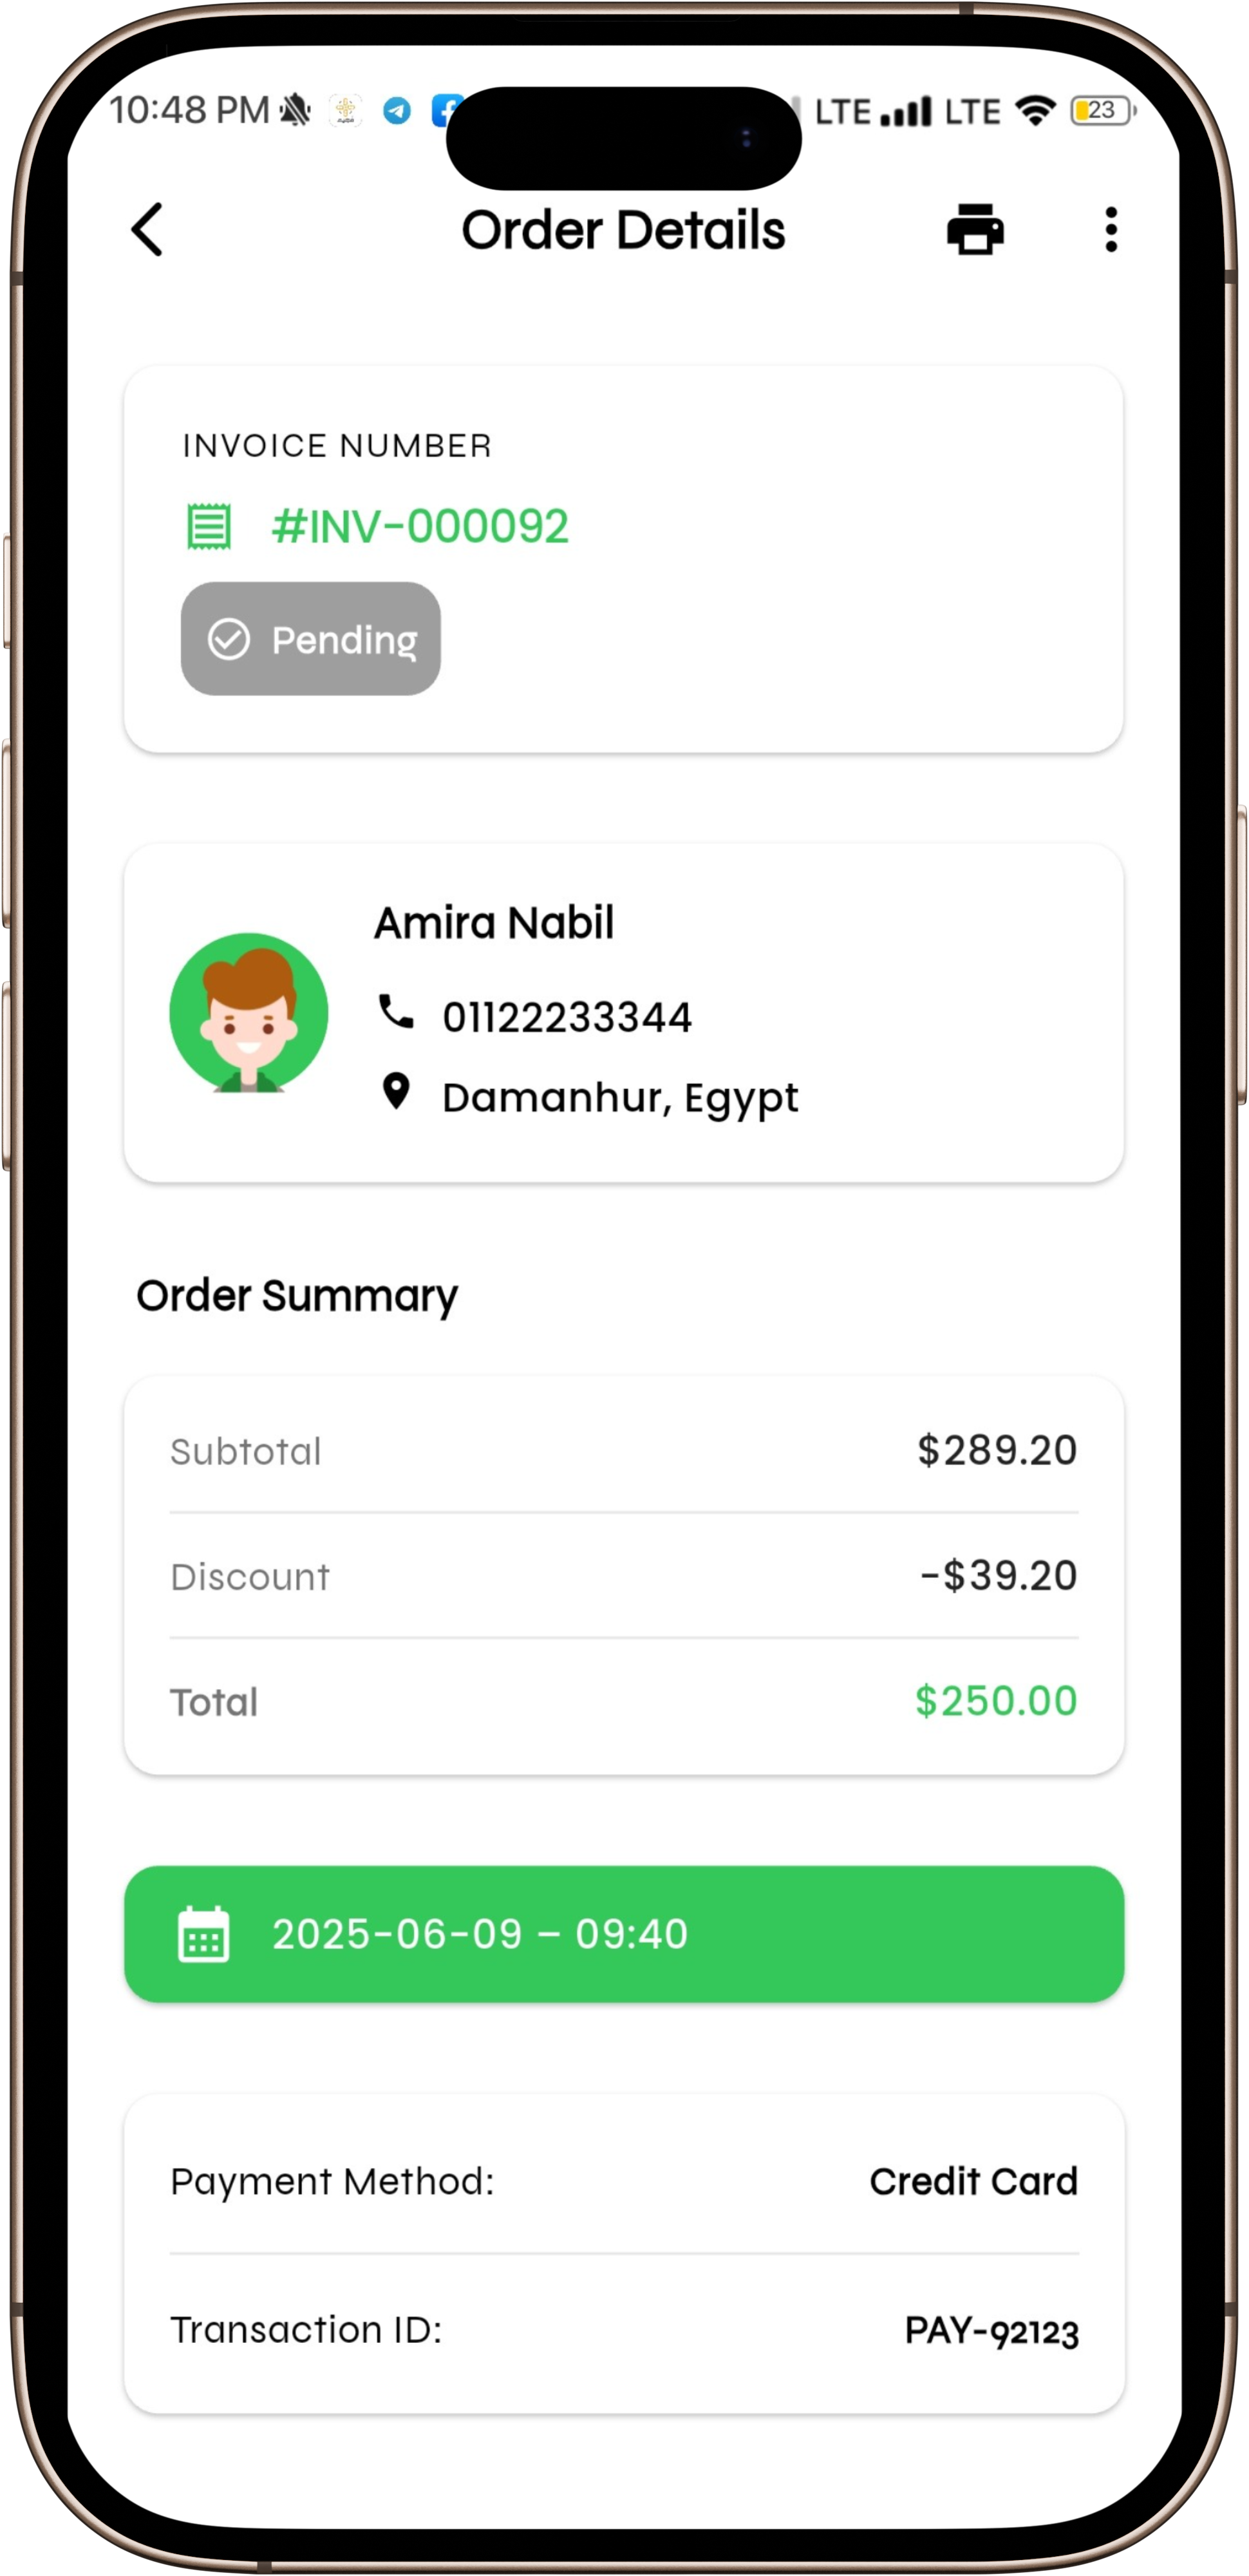 10:48 PM LTE LTE 23
Order Details
INVOICE NUMBER
#INV-000092
Pending
Amira Nabil
01122233344
Damanhur, Egypt
Order Summary
Subtotal $289.20
Discount -$39.20
Total $250.00
2025-06-09 – 09:40
Payment Method: Credit Card
Transaction ID: PAY-92123